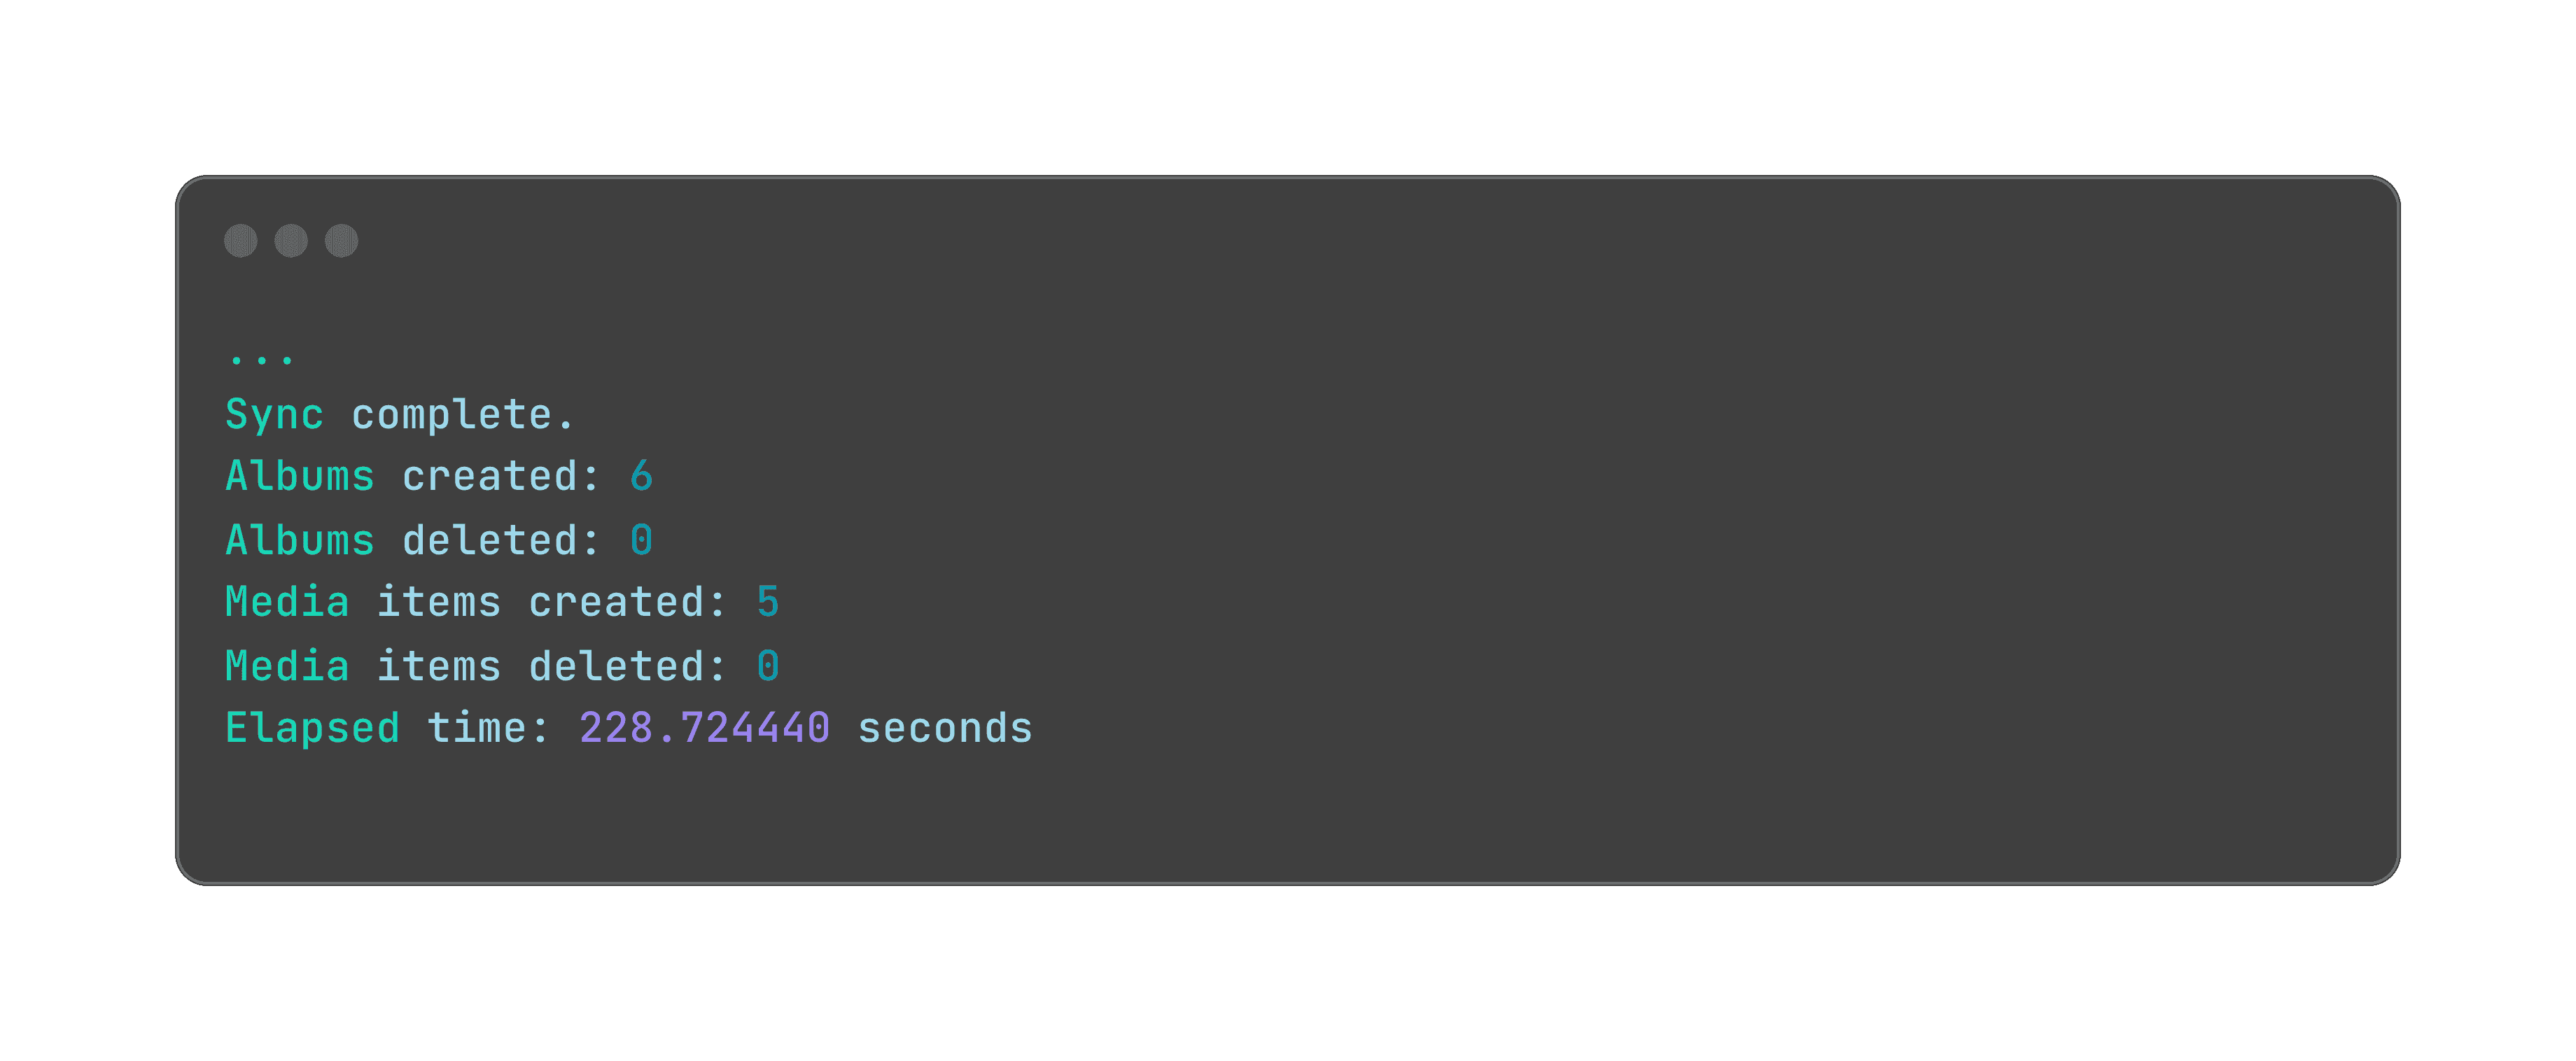 ...
Sync complete.
Albums created: 6
Albums deleted: 0
Media items created: 5
Media items deleted: 0
Elapsed time: 228.724440 seconds